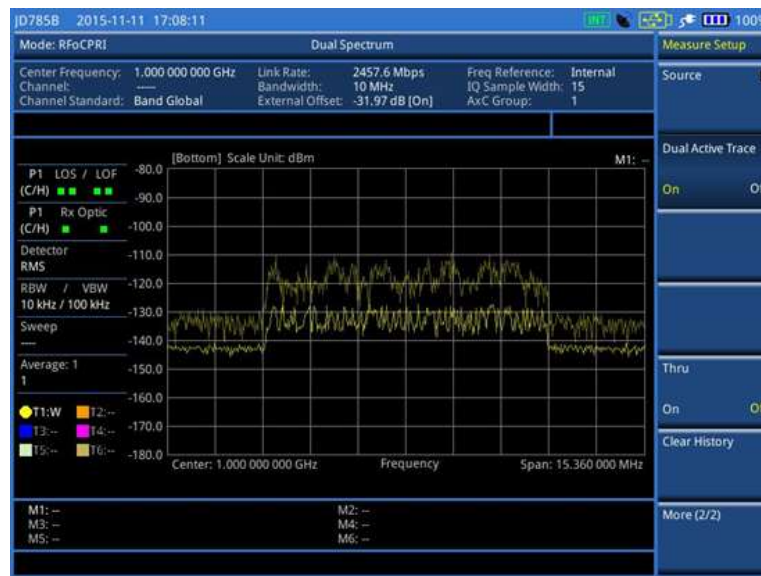 JD785B 2015-11-11 17:08:11 INT 100%
Mode: RFoCPRI Dual Spectrum Measure Setup
Center Frequency: 1.000 000 000 GHz Link Rate: 2457.6 Mbps Freq Reference: Internal
Channel: ---- Bandwidth: 10 MHz IQ Sample Width: 15
Channel Standard: Band Global External Offset: -31.97 dB [On] AxC Group: 1
Source
[Bottom] Scale Unit: dBm M1: --
P1 LOS / LOF
(C/H)
P1 Rx Optic
(C/H)
Detector
RMS
RBW / VBW
10 kHz / 100 kHz
Sweep
----
Average: 1
1
T1:W T2:--
T3:-- T4:--
T5:-- T6:--
-80.0
-90.0
-100.0
-110.0
-120.0
-130.0
-140.0
-150.0
-160.0
-170.0
-180.0
Center: 1.000 000 000 GHz Frequency Span: 15.360 000 MHz
Dual Active Trace
On
Thru
On
Clear History
More (2/2)
M1: -- M2: --
M3: -- M4: --
M5: -- M6: --